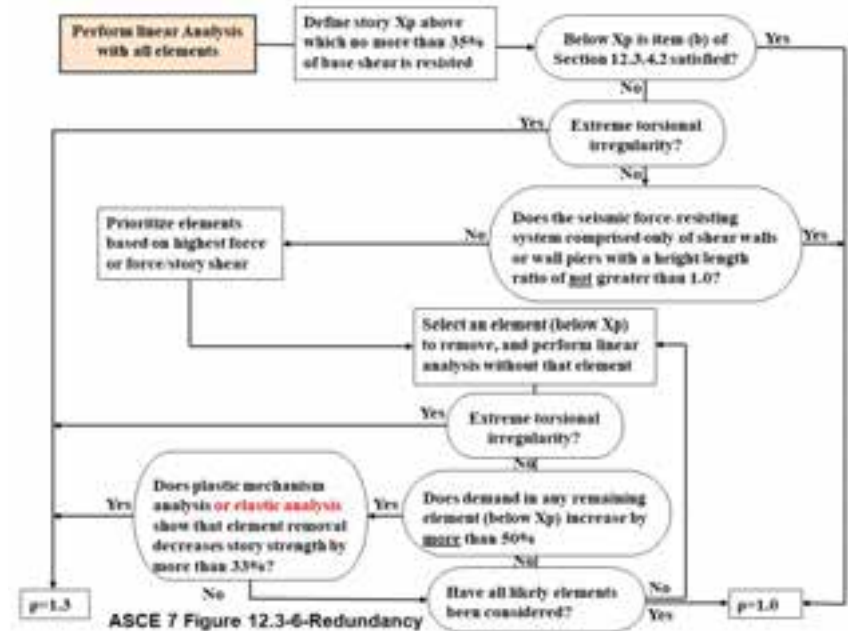 Perform linear Analysis
with all elements
Define story Xp above
which no more than 35%
of base shear is resisted
Below Xp is item (b) of
Section 12.3.4.2 satisfied?
Yes
No
Yes
Extreme torsional
irregularity?
No
Prioritize elements
based on highest force
or force/story shear
No
Does the seismic force-resisting
system comprised only of shear walls
or wall piers with a height length
ratio of not greater than 1.0?
Yes
Select an element (below Xp)
to remove, and perform linear
analysis without that element
Yes
Extreme torsional
irregularity?
No
Yes
Does plastic mechanism
analysis or elastic analysis
show that element removal
decreases story strength by
more than 33%?
Yes
Does demand in any remaining
element (below Xp) increase by
more than 50%
No
No
Have all likely elements
been considered?
No
Yes
ρ=1.3
ρ=1.0
ASCE 7 Figure 12.3-6-Redundancy